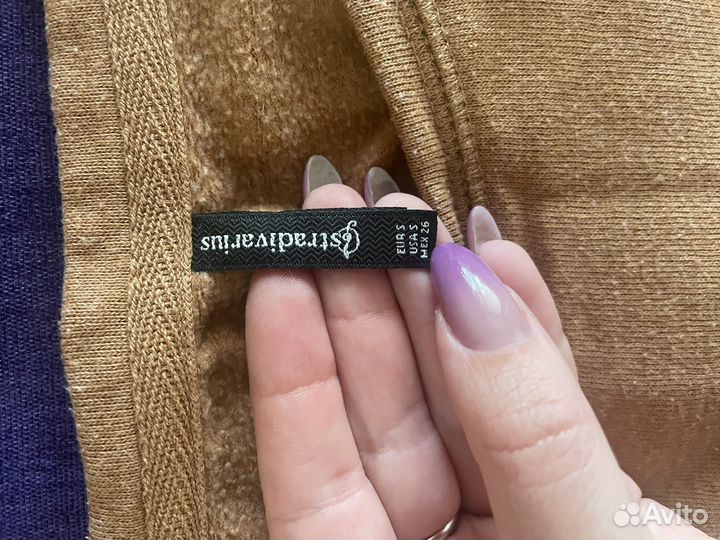 stradivarius
EUR S
USA S
MEX 26
Avito